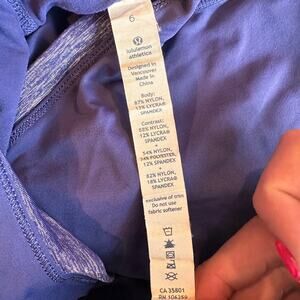 6
lululemon
athletica
Designed in
Vancouver
Made in
China
Body:
87% NYLON,
13% LYCRA®
SPANDEX
Contrast:
88% NYLON,
12% LYCRA®
SPANDEX
+
54% NYLON,
34% POLYESTER,
12% SPANDEX
+
82% NYLON,
18% LYCRA®
SPANDEX
exclusive of trim
Do not use
fabric softener
CA 35801
RN 106259